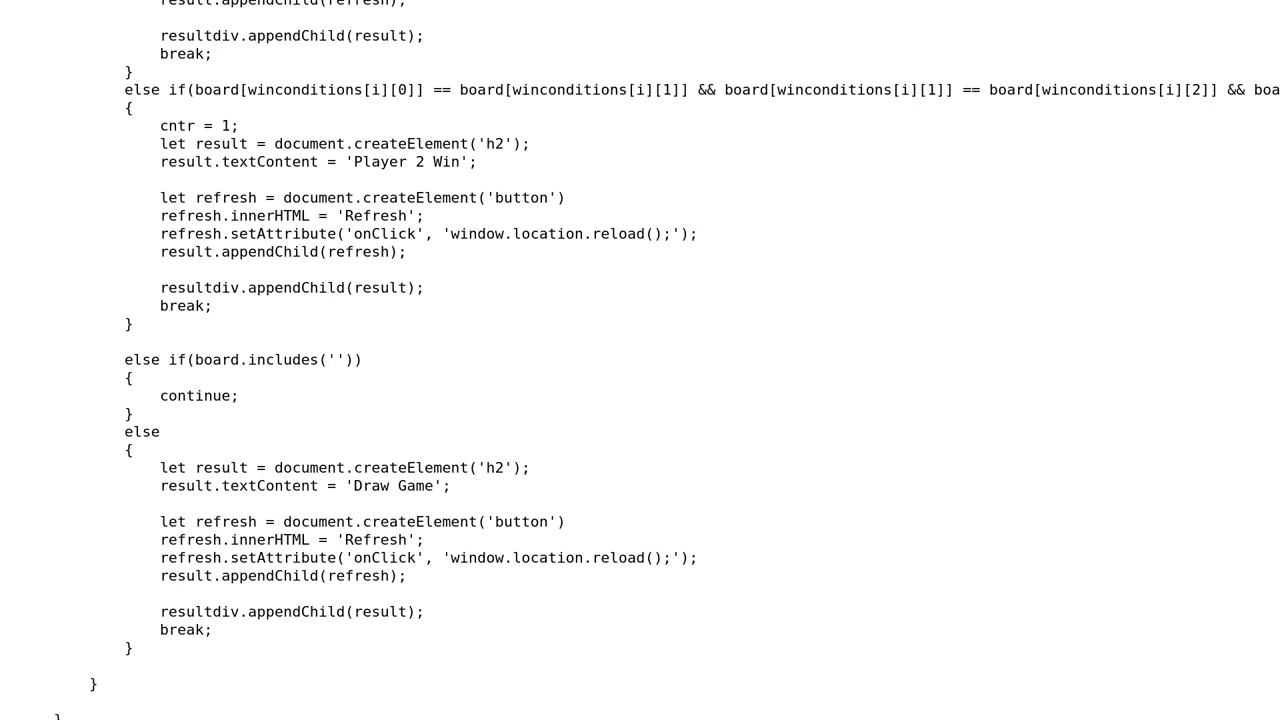 result.appendChild(refresh);
resultdiv.appendChild(result);
break;
}
else if(board[winconditions[i][0]] == board[winconditions[i][1]] && board[winconditions[i][1]] == board[winconditions[i][2]] && boa
{
cntr = 1;
let result = document.createElement('h2');
result.textContent = 'Player 2 Win';
let refresh = document.createElement('button')
refresh.innerHTML = 'Refresh';
refresh.setAttribute('onClick', 'window.location.reload();');
result.appendChild(refresh);
resultdiv.appendChild(result);
break;
}
else if(board.includes(''))
{
continue;
}
else
{
let result = document.createElement('h2');
result.textContent = 'Draw Game';
let refresh = document.createElement('button')
refresh.innerHTML = 'Refresh';
refresh.setAttribute('onClick', 'window.location.reload();');
result.appendChild(refresh);
resultdiv.appendChild(result);
break;
}
}
}